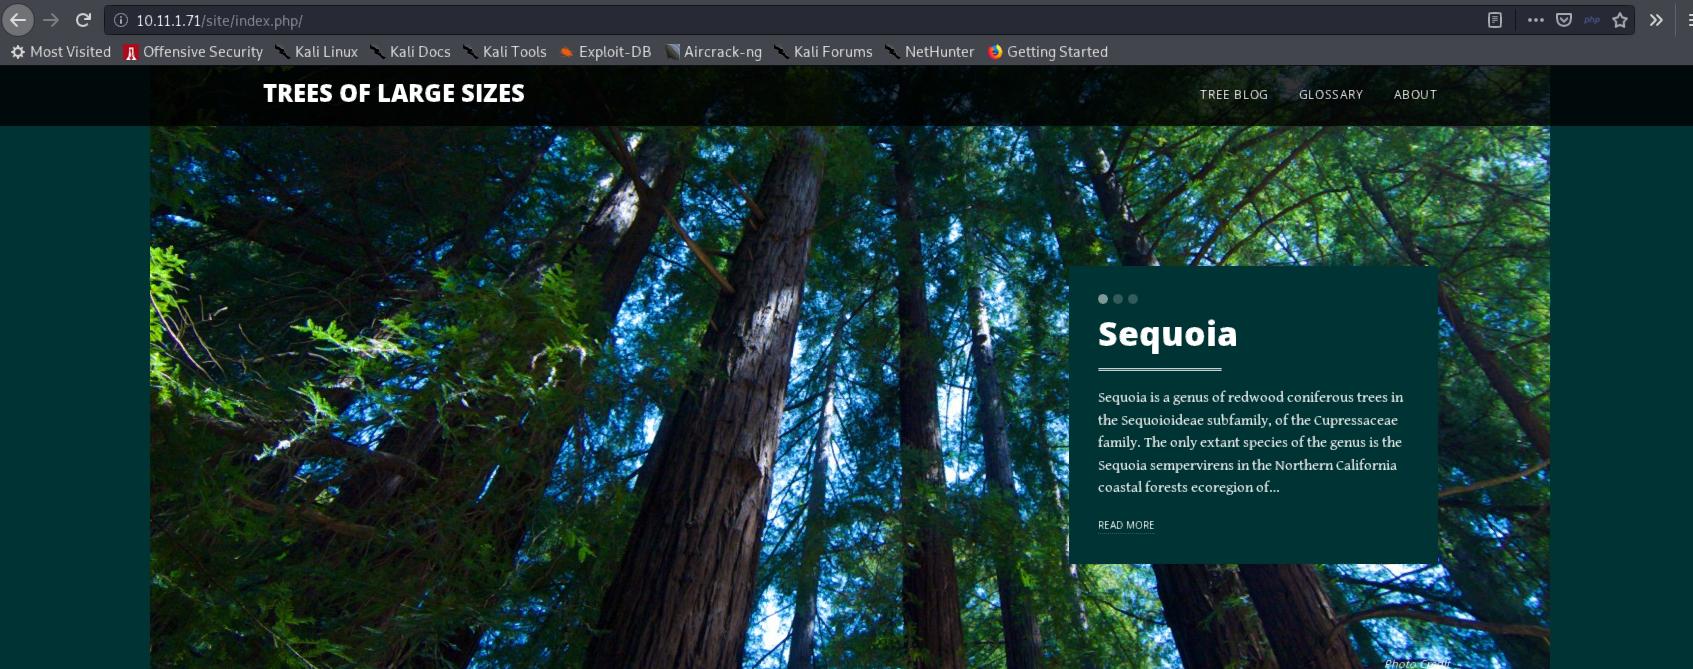 10.11.1.71/site/index.php/
php
Most Visited Offensive Security Kali Linux Kali Docs Kali Tools Exploit-DB Aircrack-ng Kali Forums NetHunter Getting Started
TREES OF LARGE SIZES
TREE BLOG GLOSSARY ABOUT
Sequoia
Sequoia is a genus of redwood coniferous trees in
the Sequoioideae subfamily, of the Cupressaceae
family. The only extant species of the genus is the
Sequoia sempervirens in the Northern California
coastal forests ecoregion of...
READ MORE
Photo Credit